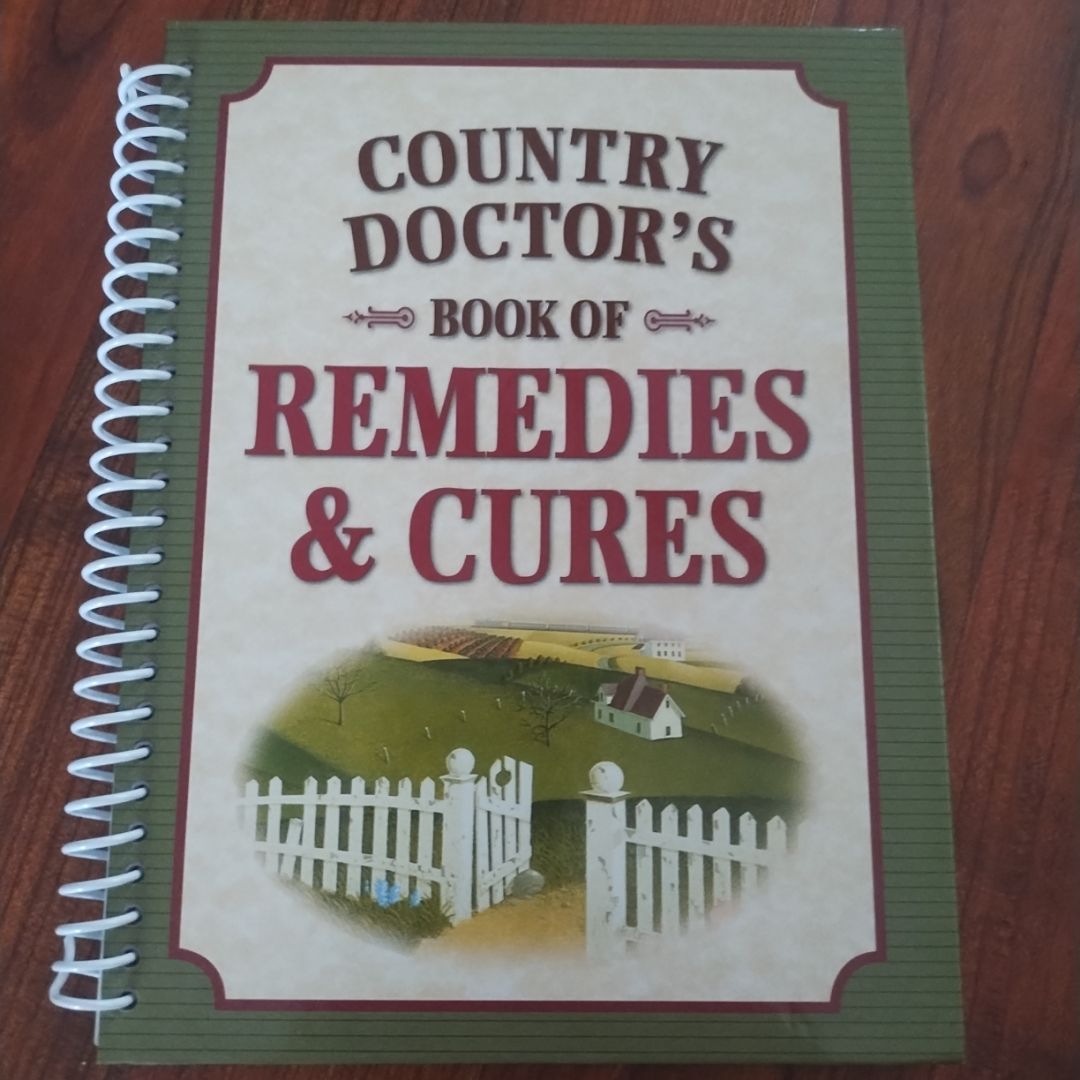 COUNTRY
DOCTOR'S
BOOK OF
REMEDIES
& CURES